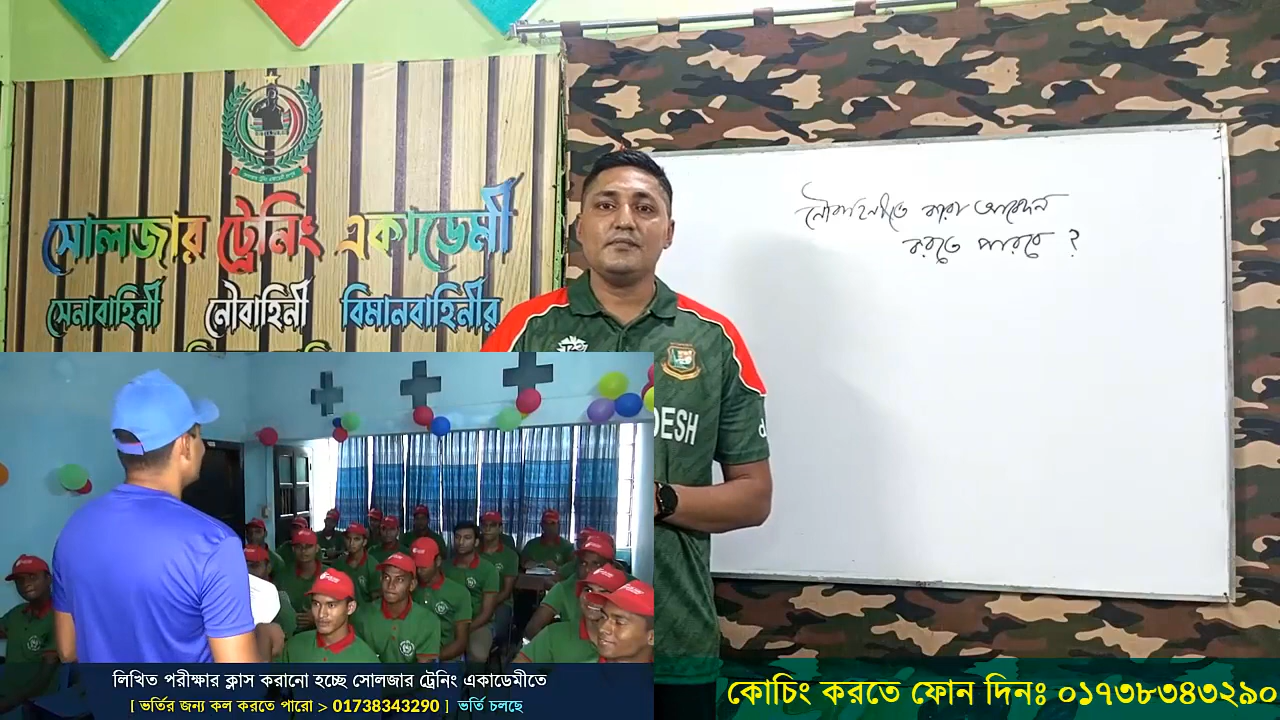 সোলজার ট্রেনিং একাডেমী
সেনাবাহিনী নৌবাহিনী বিমানবাহিনীর
নৌবাহিনীতে কারা আবেদন
করতে পারবে ?
DESH
লিখিত পরীক্ষার ক্লাস করানো হচ্ছে সোলজার ট্রেনিং একাডেমীতে
[ ভর্তির জন্য কল করতে পারো > 01738343290 ] ভর্তি চলছে
কোচিং করতে ফোন দিনঃ ০১৭৩৮৩৪৩২৯০